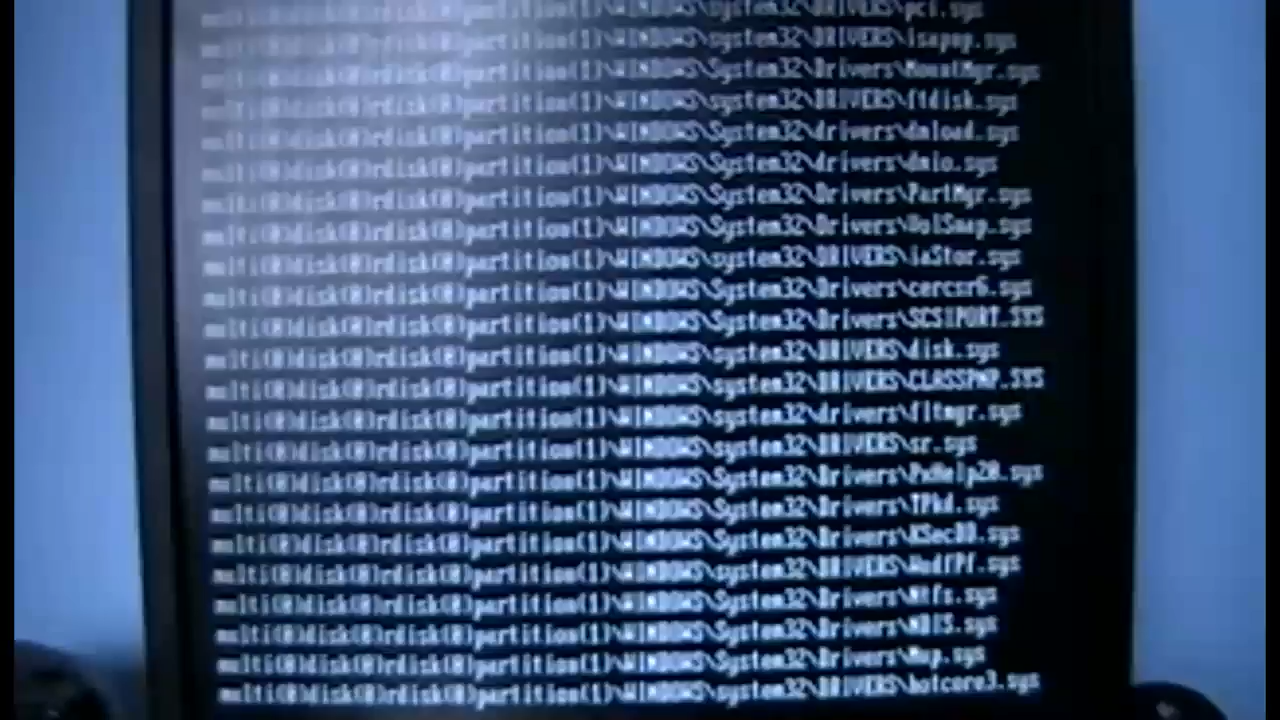 multi(0)disk(0)rdisk(0)partition(1)\WINDOWS\system32\DRIVERS\pci.sys
multi(0)disk(0)rdisk(0)partition(1)\WINDOWS\system32\DRIVERS\isapnp.sys
multi(0)disk(0)rdisk(0)partition(1)\WINDOWS\System32\Drivers\MountMgr.sys
multi(0)disk(0)rdisk(0)partition(1)\WINDOWS\system32\DRIVERS\ftdisk.sys
multi(0)disk(0)rdisk(0)partition(1)\WINDOWS\System32\drivers\dmload.sys
multi(0)disk(0)rdisk(0)partition(1)\WINDOWS\System32\drivers\dmio.sys
multi(0)disk(0)rdisk(0)partition(1)\WINDOWS\System32\Drivers\PartMgr.sys
multi(0)disk(0)rdisk(0)partition(1)\WINDOWS\System32\Drivers\VolSnap.sys
multi(0)disk(0)rdisk(0)partition(1)\WINDOWS\system32\DRIVERS\iaStor.sys
multi(0)disk(0)rdisk(0)partition(1)\WINDOWS\System32\Drivers\cercsr6.sys
multi(0)disk(0)rdisk(0)partition(1)\WINDOWS\System32\Drivers\SCSIPORT.SYS
multi(0)disk(0)rdisk(0)partition(1)\WINDOWS\system32\DRIVERS\disk.sys
multi(0)disk(0)rdisk(0)partition(1)\WINDOWS\system32\DRIVERS\CLASSPNP.SYS
multi(0)disk(0)rdisk(0)partition(1)\WINDOWS\system32\drivers\fltmgr.sys
multi(0)disk(0)rdisk(0)partition(1)\WINDOWS\system32\DRIVERS\sr.sys
multi(0)disk(0)rdisk(0)partition(1)\WINDOWS\System32\Drivers\PxHelp20.sys
multi(0)disk(0)rdisk(0)partition(1)\WINDOWS\System32\Drivers\TPkd.sys
multi(0)disk(0)rdisk(0)partition(1)\WINDOWS\System32\Drivers\KSecDD.sys
multi(0)disk(0)rdisk(0)partition(1)\WINDOWS\system32\DRIVERS\WudfPf.sys
multi(0)disk(0)rdisk(0)partition(1)\WINDOWS\System32\Drivers\Ntfs.sys
multi(0)disk(0)rdisk(0)partition(1)\WINDOWS\System32\Drivers\NDIS.sys
multi(0)disk(0)rdisk(0)partition(1)\WINDOWS\System32\Drivers\Mup.sys
multi(0)disk(0)rdisk(0)partition(1)\WINDOWS\system32\DRIVERS\hotcore3.sys